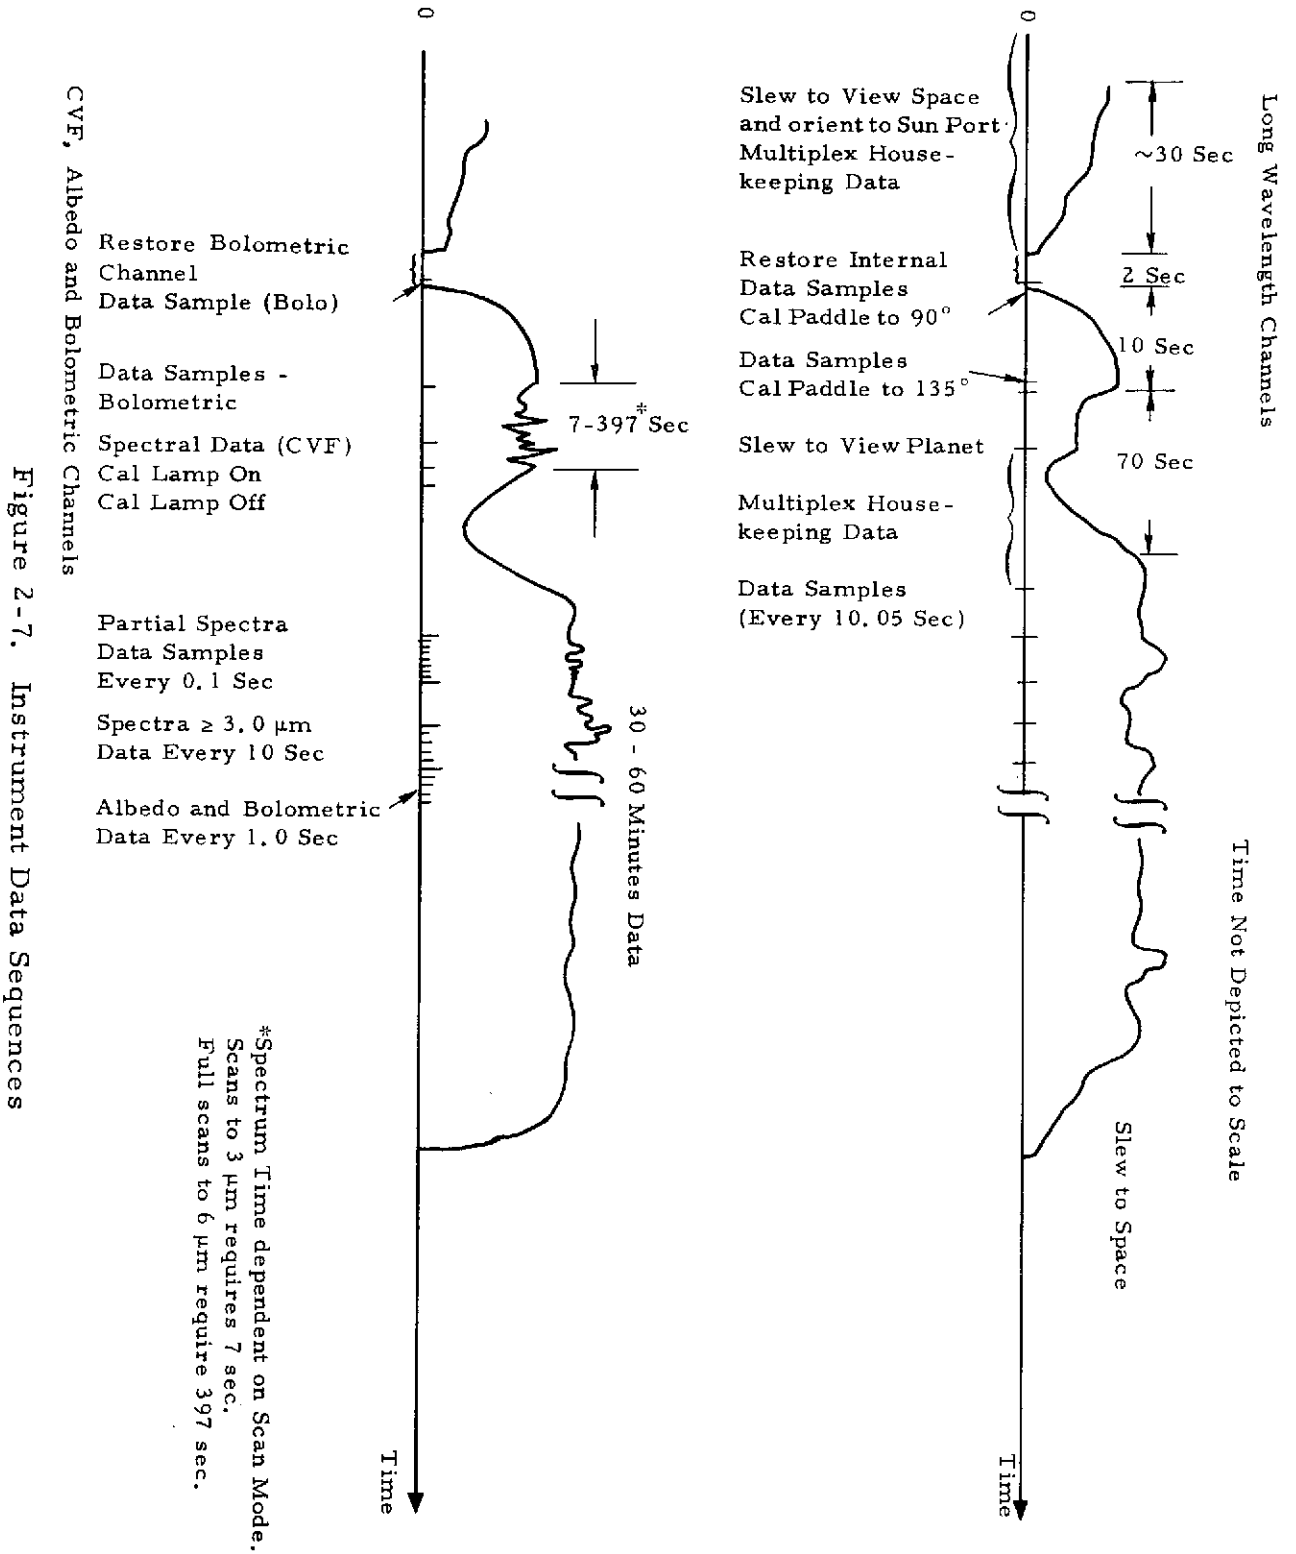 Long Wavelength Channels
Time Not Depicted to Scale
0
Slew to View Space
and orient to Sun Port
Multiplex House-
keeping Data
Restore Internal
Data Samples
Cal Paddle to 90°
Data Samples
Cal Paddle to 135°
Slew to View Planet
Multiplex House-
keeping Data
Data Samples
(Every 10.05 Sec)
~30 Sec
2 Sec
10 Sec
70 Sec
Slew to Space
Time
0
Restore Bolometric
Channel
Data Sample (Bolo)
Data Samples -
Bolometric
Spectral Data (CVF)
Cal Lamp On
Cal Lamp Off
Partial Spectra
Data Samples
Every 0.1 Sec
Spectra ≥ 3.0 μm
Data Every 10 Sec
Albedo and Bolometric
Data Every 1.0 Sec
7-397* Sec
30 - 60 Minutes Data
Time
CVF, Albedo and Bolometric Channels
*Spectrum Time dependent on Scan Mode.
Scans to 3 μm requires 7 sec.
Full scans to 6 μm require 397 sec.
Figure 2-7. Instrument Data Sequences